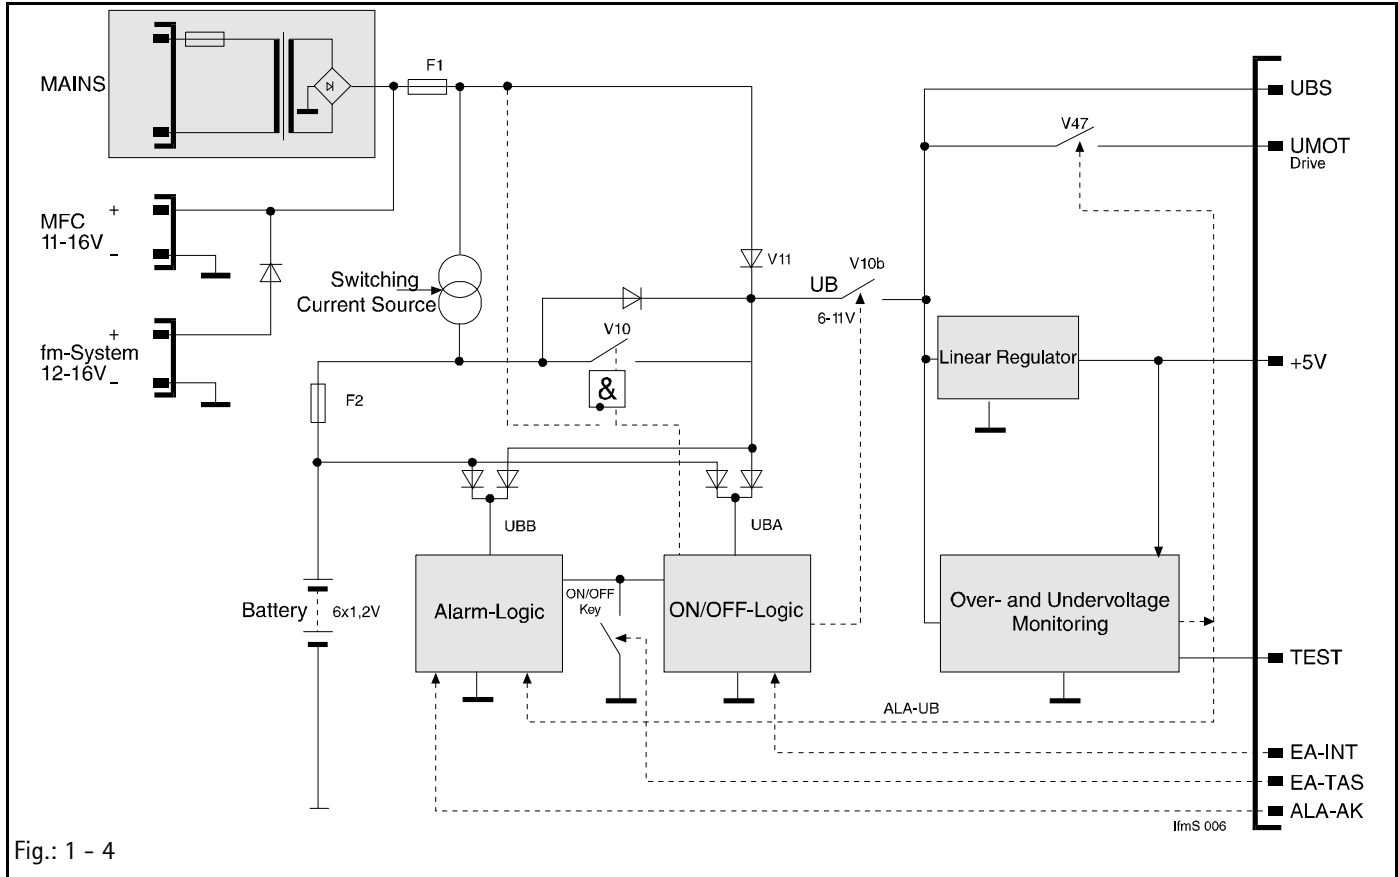 MAINS
F1
UBS
V47
UMOT
Drive
MFC
11-16V
+
–
V11
V10b
UB
6-11V
Switching
Current Source
V10
&
fm-System
12-16V
+
–
F2
Linear Regulator
+5V
UBB
UBA
Battery
6x1,2V
Alarm-Logic
ON/OFF
Key
ON/OFF-Logic
Over- and Undervoltage
Monitoring
TEST
ALA-UB
EA-INT
EA-TAS
ALA-AK
IfmS 006
Fig.: 1 – 4